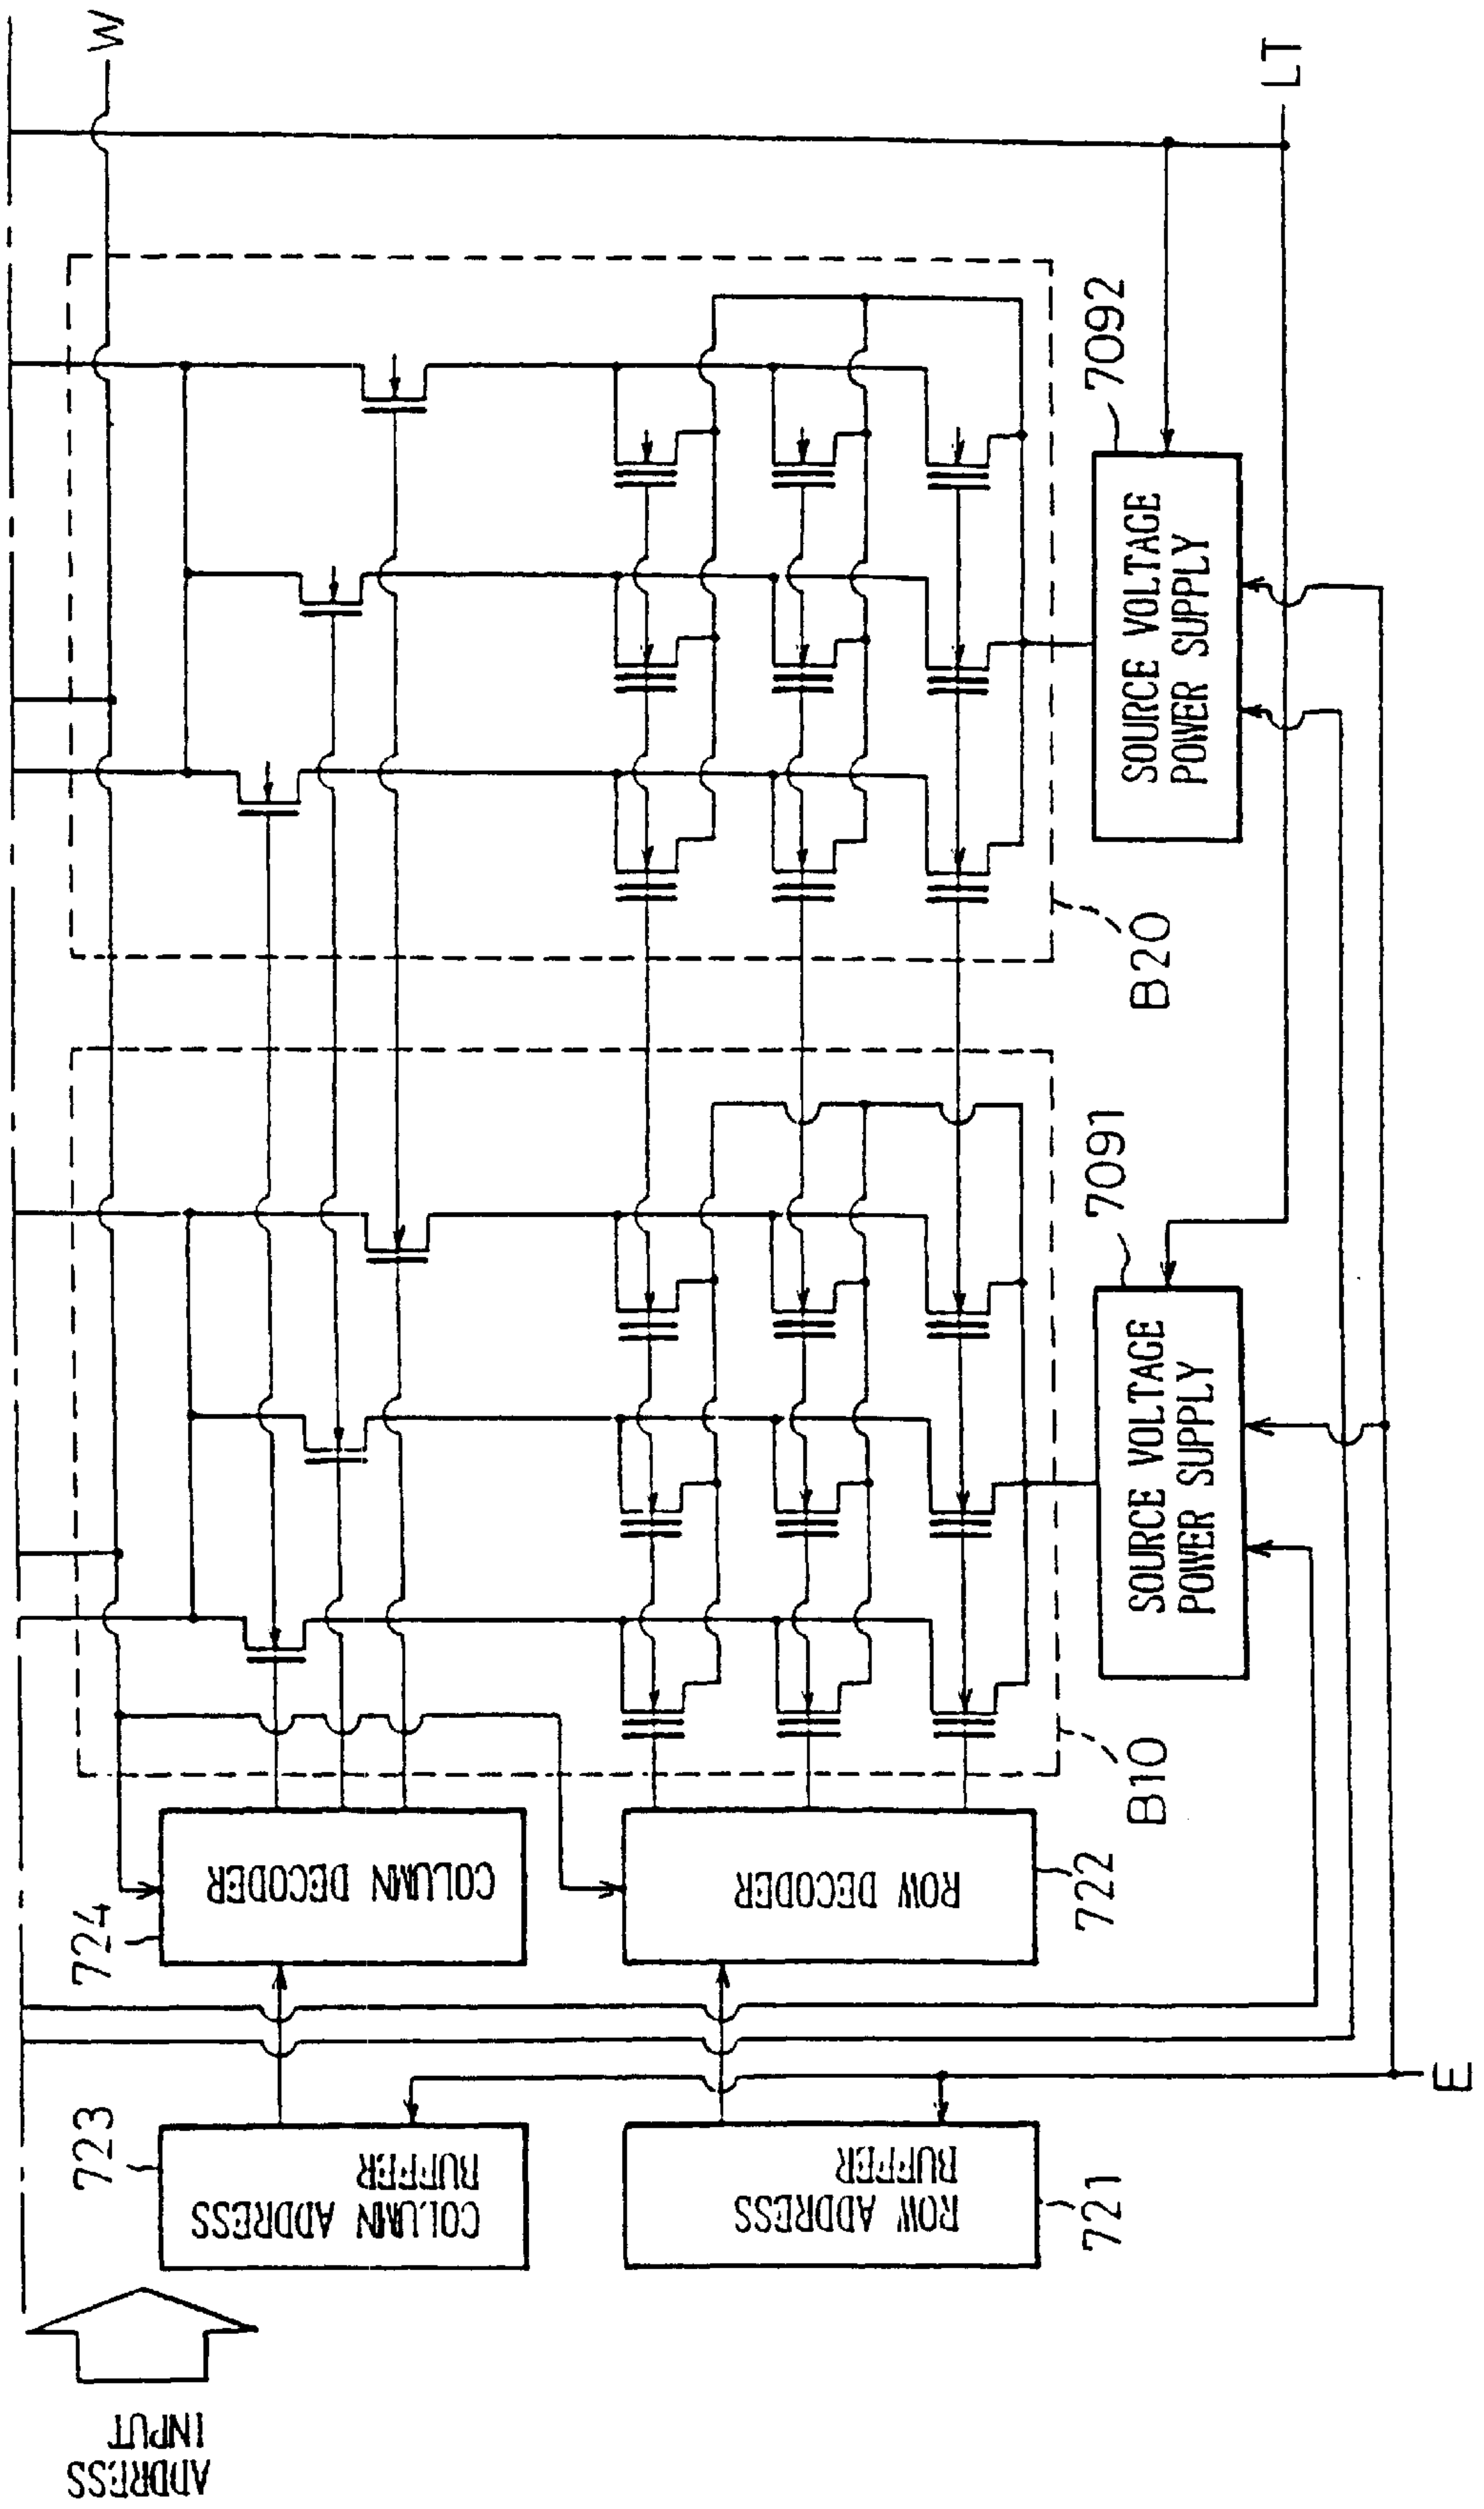 W
LT
7092
SOURCE VOLTAGE
POWER SUPPLY
B20
7091
SOURCE VOLTAGE
POWER SUPPLY
B10
724
COLUMN DECODER
722
ROW DECODER
723
COLUMN ADDRESS
BUFFER
721
ROW ADDRESS
BUFFER
E
ADDRESS
INPUT